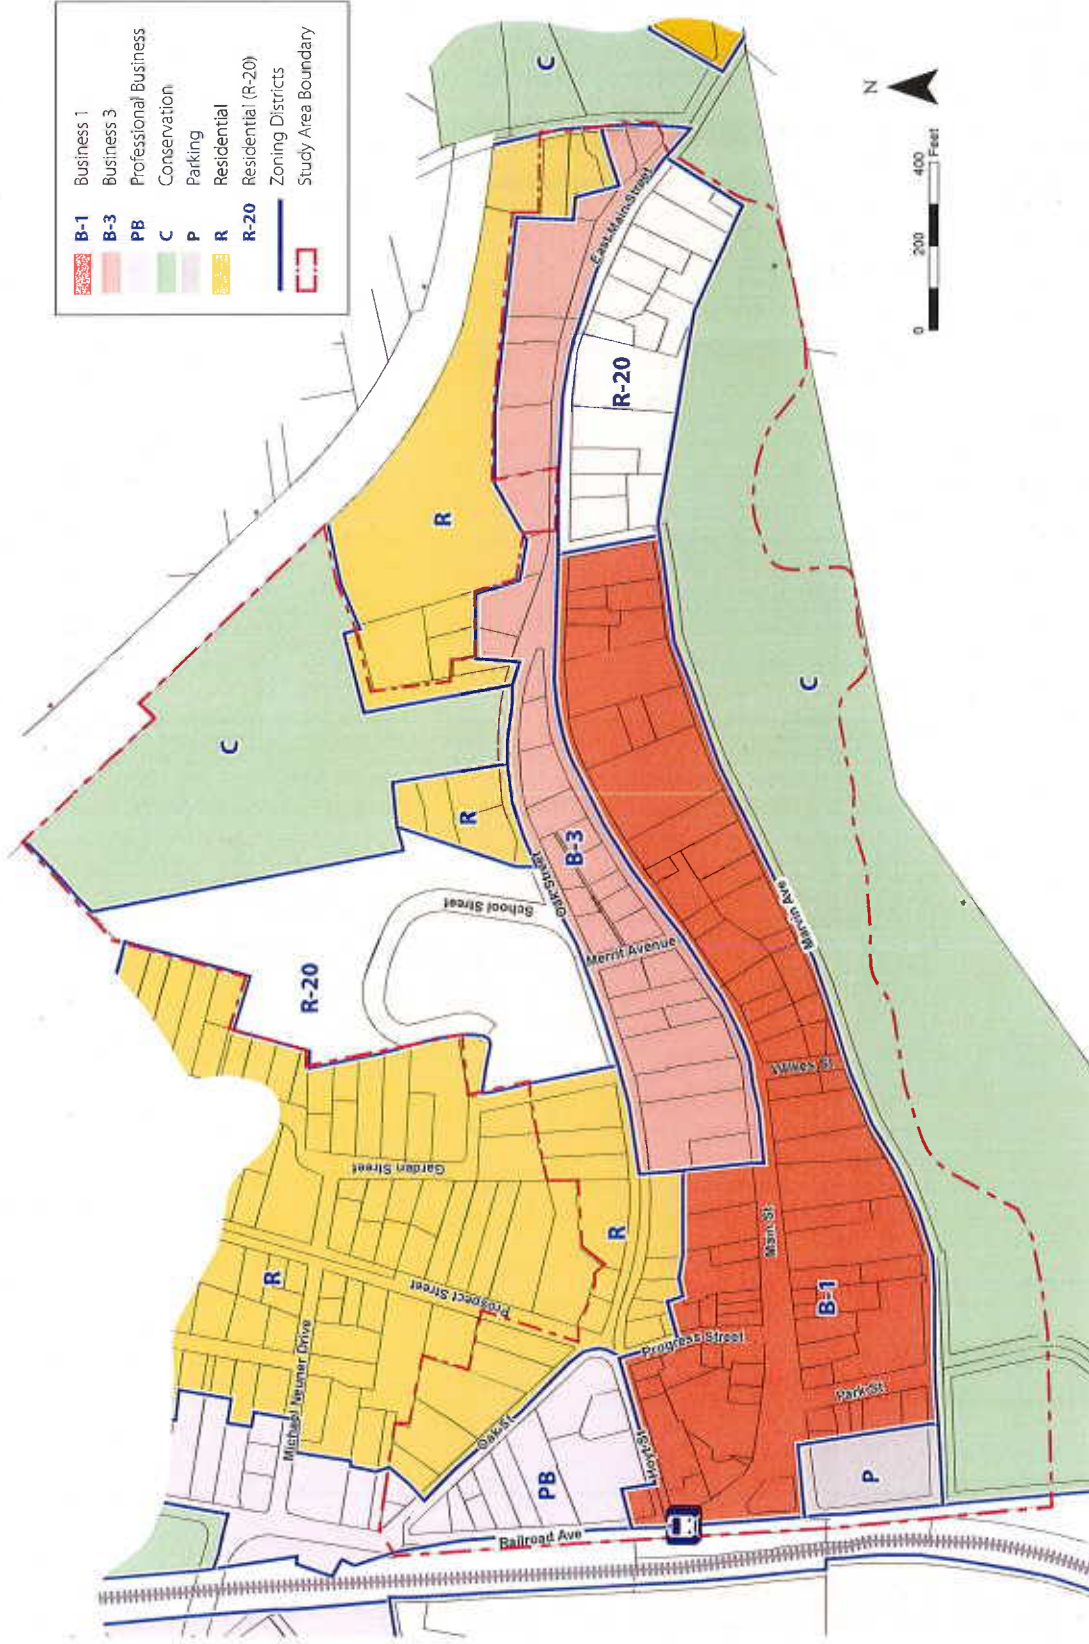 B-1 Business 1
B-3 Business 3
PB Professional Business
C Conservation
P Parking
R Residential
R-20 Residential (R-20)
Zoning Districts
Study Area Boundary
C
N
0 200 400
Feet
East Main Street
R-20
R
C
C
R
B-3
Oak Street
School Street
Merrit Avenue
Marvin Ave
R-20
Wilkes St
Garden Street
R
Main St
R
Prospect Street
B-1
Michael Neuner Drive
Progress Street
Park St
Oak St
Hoyt St
PB
P
Railroad Ave